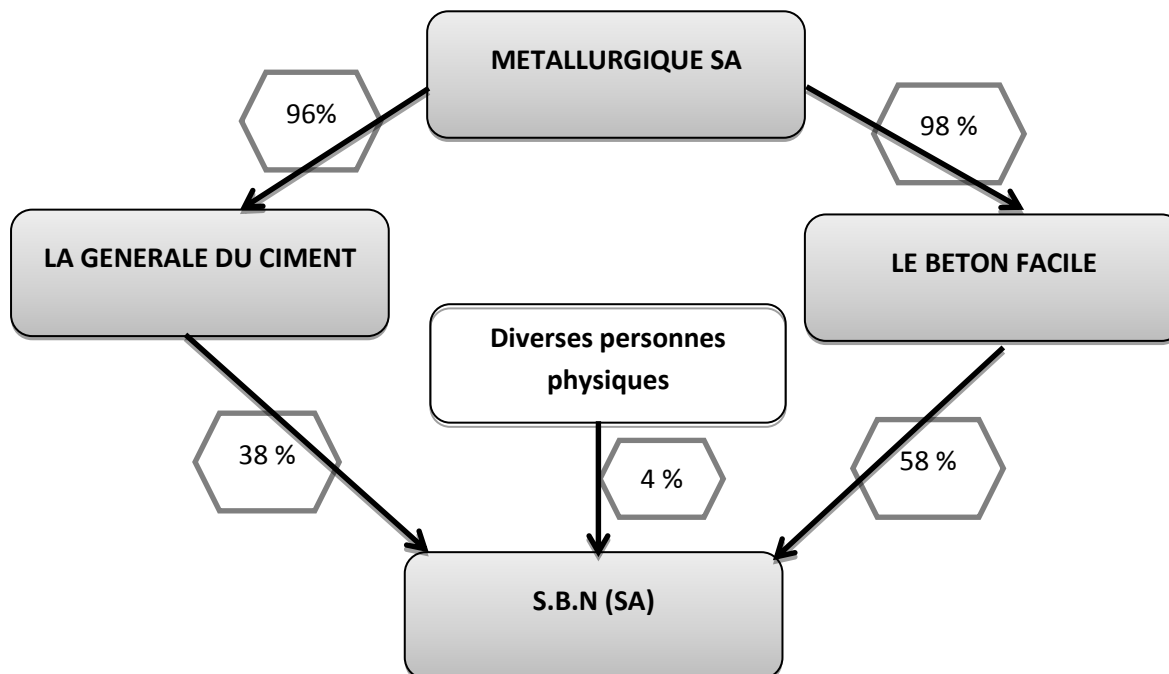 METALLURGIQUE SA
96%
98 %
LA GENERALE DU CIMENT
LE BETON FACILE
Diverses personnes
physiques
38 %
4 %
58 %
S.B.N (SA)